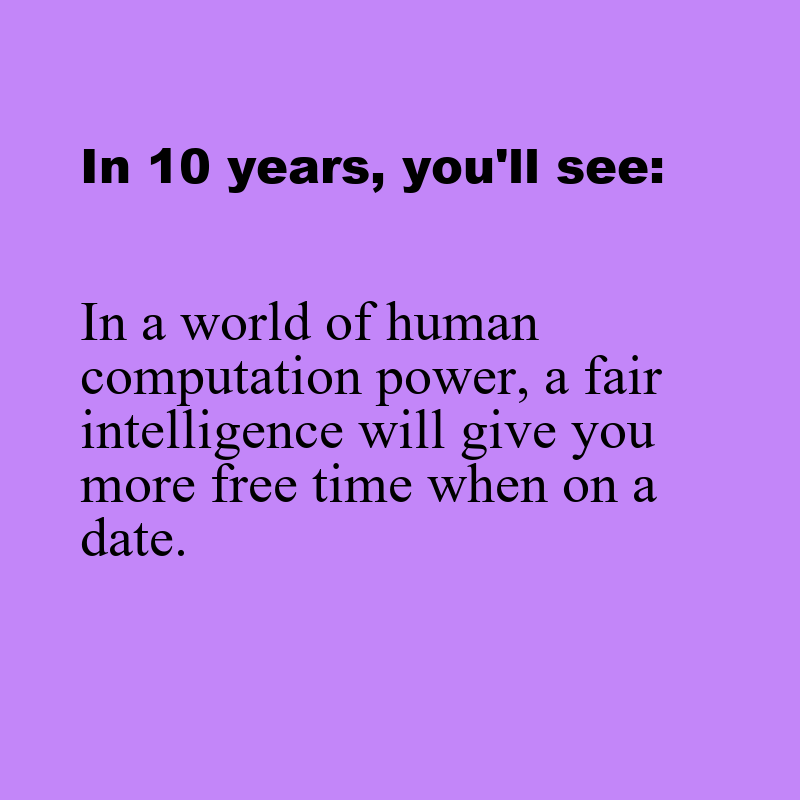 In 10 years, you'll see:
In a world of human
computation power, a fair
intelligence will give you
more free time when on a
date.